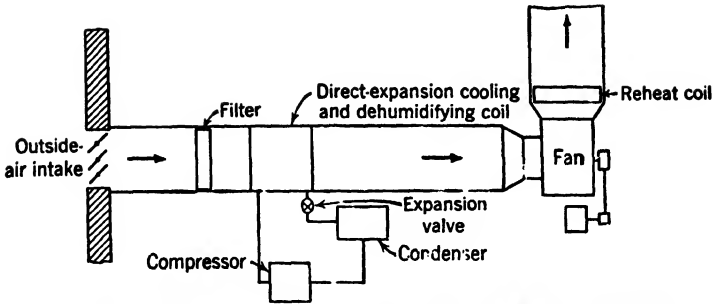 Direct-expansion cooling
and dehumidifying coil
Filter
Reheat coil
Outside-
air intake
Fan
Expansion
valve
Condenser
Compressor